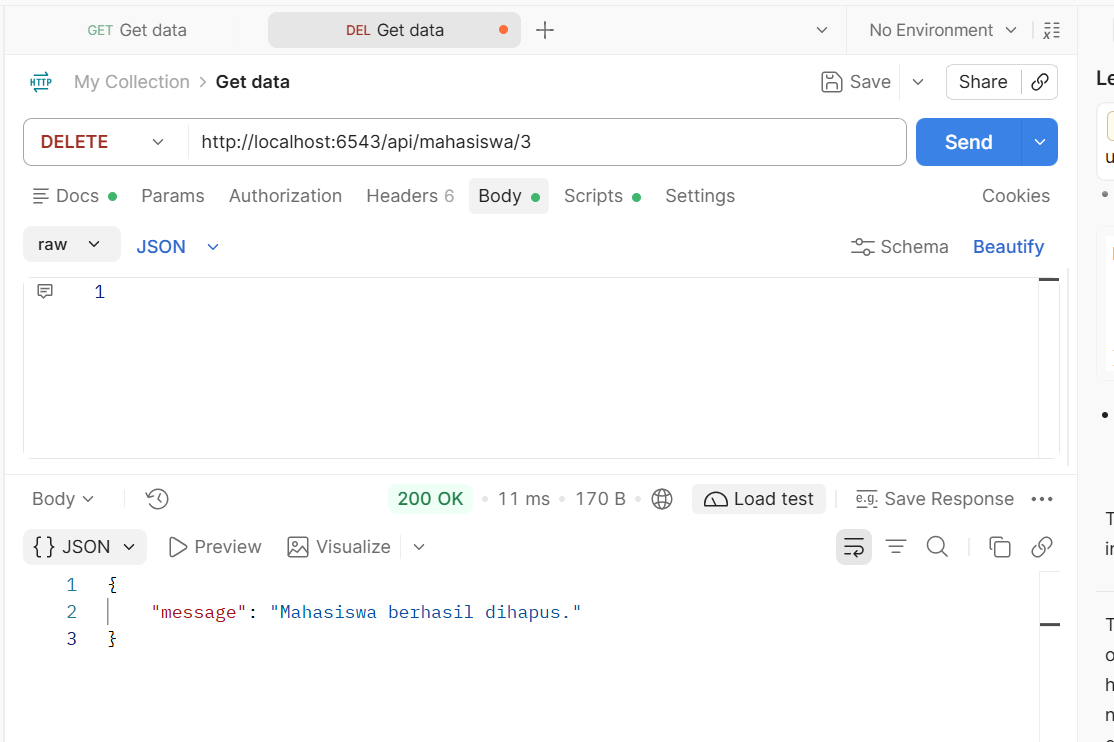 GET Get data DEL Get data No Environment
HTTP My Collection > Get data Save Share
DELETE http://localhost:6543/api/mahasiswa/3 Send
Docs Params Authorization Headers 6 Body Scripts Settings Cookies
raw JSON Schema Beautify
1
Body 200 OK 11 ms 170 B Load test e.g. Save Response
{} JSON Preview Visualize
1 {
2 "message": "Mahasiswa berhasil dihapus."
3 }